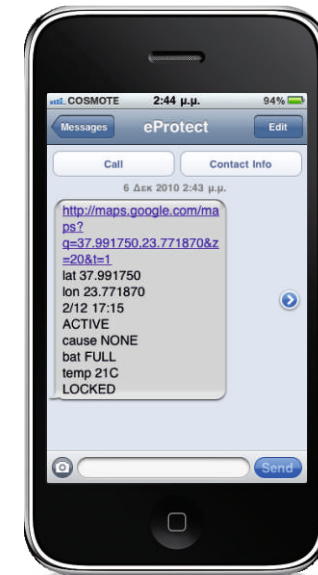 COSMOTE 2:44 μ.μ. 94%
Messages eProtect Edit
Call Contact Info
6 Δεκ 2010 2:43 μ.μ.
http://maps.google.com/ma
ps?
q=37.991750,23.771870&z
=20&t=1
lat 37.991750
lon 23.771870
2/12 17:15
ACTIVE
cause NONE
bat FULL
temp 21C
LOCKED
Send